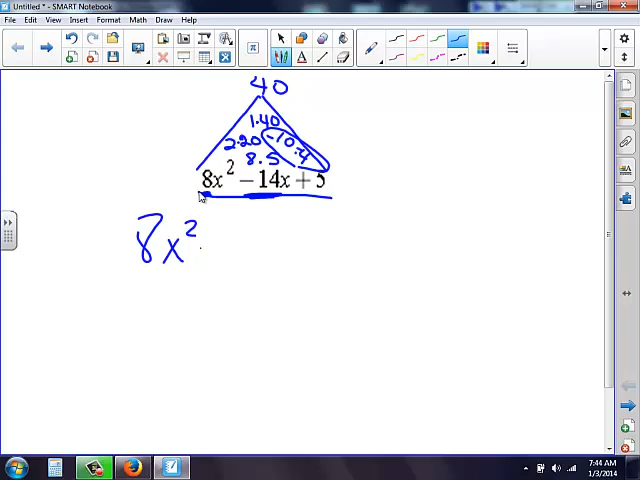 Untitled * - SMART Notebook
File Edit View Insert Format Math Draw Help
40
1·40
2·20 -10·-4
8·5
8x² − 14x + 5
8x²
7:44 AM
1/3/2014